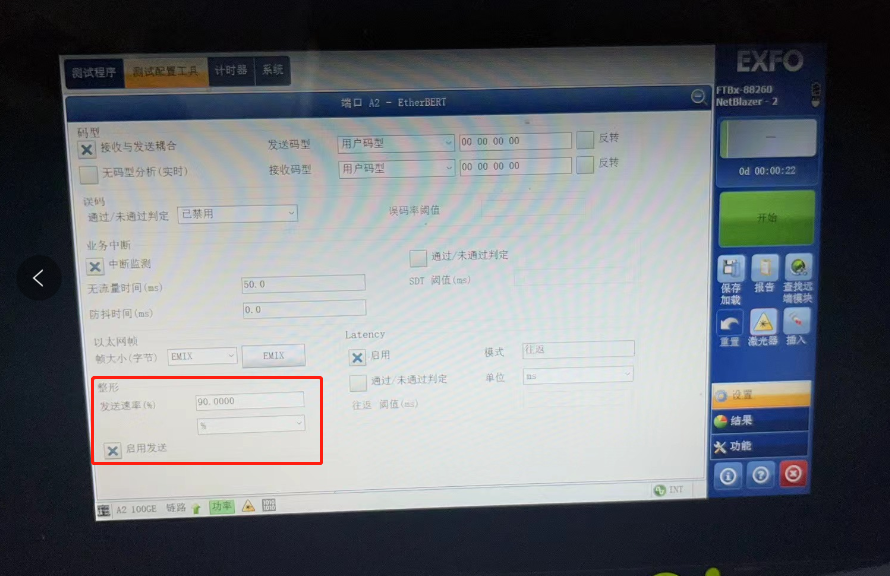 测试程序 测试配置工具 计时器 系统
EXFO
FTBx-88260
NetBlazer - 2
端口 A2 - EtherBERT
码型
接收与发送耦合 发送码型 用户码型 00 00 00 00 反转
无码型分析(实时) 接收码型 用户码型 00 00 00 00 反转
0d 00:00:22
误码
通过/未通过判定 已禁用 误码率阈值
开始
业务中断
中断监测 通过/未通过判定
无流量时间(ms) 50.0 SDT 阈值(ms)
防抖时间(ms) 0.0
保存 报告 查找远
加载 端模块
以太网帧 Latency
重置 激光器 插入
帧大小(字节) EMIX EMIX 启用 模式 往返
整形 通过/未通过判定 单位 ms
发送速率(%) 90.0000 往返 阈值(ms)
%
启用发送
设置
结果
功能
A2 100GE 链路 功率 INT